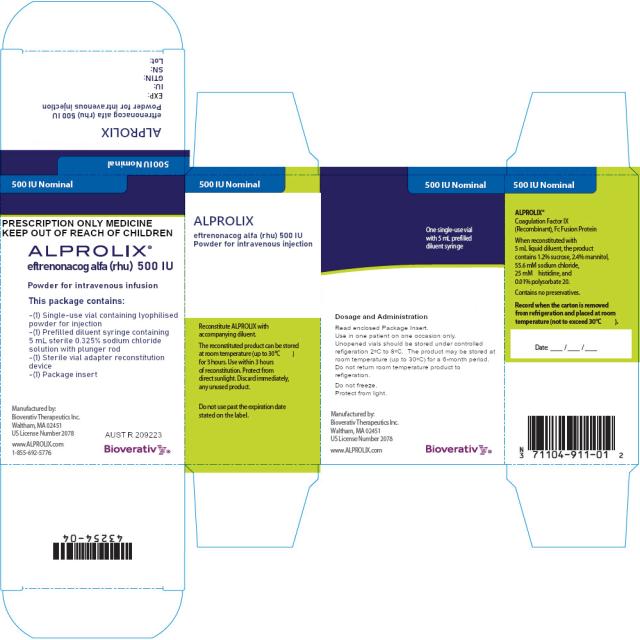 Lot:
SN:
GTIN:
IU:
EXP:
Powder for intravenous injection
eftrenonacog alfa (rhu) 500 IU
ALPROLIX
500 IU Nominal
500 IU Nominal
PRESCRIPTION ONLY MEDICINE
KEEP OUT OF REACH OF CHILDREN
ALPROLIX®
eftrenonacog alfa (rhu) 500 IU
Powder for intravenous infusion
This package contains:
-(1) Single-use vial containing lyophilised
powder for injection
-(1) Prefilled diluent syringe containing
5 mL sterile 0.325% sodium chloride
solution with plunger rod
-(1) Sterile vial adapter reconstitution
device
-(1) Package insert
Manufactured by:
Bioverativ Therapeutics Inc.
Waltham, MA 02451
US License Number 2078
www.ALPROLIX.com
1-855-692-5776
AUST R 209223
Bioverativ®
43254-04
500 IU Nominal
ALPROLIX
eftrenonacog alfa (rhu) 500 IU
Powder for intravenous injection
Reconstitute ALPROLIX with
accompanying diluent.
The reconstituted product can be stored
at room temperature (up to 30°C )
for 3 hours. Use within 3 hours
of reconstitution. Protect from
direct sunlight. Discard immediately,
any unused product.
Do not use past the expiration date
stated on the label.
500 IU Nominal
One single-use vial
with 5 mL prefilled
diluent syringe
Dosage and Administration
Read enclosed Package Insert.
Use in one patient on one occasion only.
Unopened vials should be stored under controlled
refigeration 2ºC to 8ºC. The product may be stored at
room temperature (up to 30ºC) for a 6-month period.
Do not return room temperature product to
refigeration.
Do not freeze.
Protect from light.
Manufactured by:
Bioverativ Therapeutics Inc.
Waltham, MA 02451
US License Number 2078
www.ALPROLIX.com
Bioverativ®
500 IU Nominal
ALPROLIX®
Coagulation Factor IX
(Recombinant), Fc Fusion Protein
When reconstituted with
5 mL liquid diluent, the product
contains 1.2% sucrose, 2.4% mannitol,
55.6 mM sodium chloride,
25 mM histidine, and
0.01% polysorbate 20.
Contains no preservatives.
Record when the carton is removed
from refrigeration and placed at room
temperature (not to exceed 30°C ).
Date: ___ /___ /___
N
3 71104-911-01 2